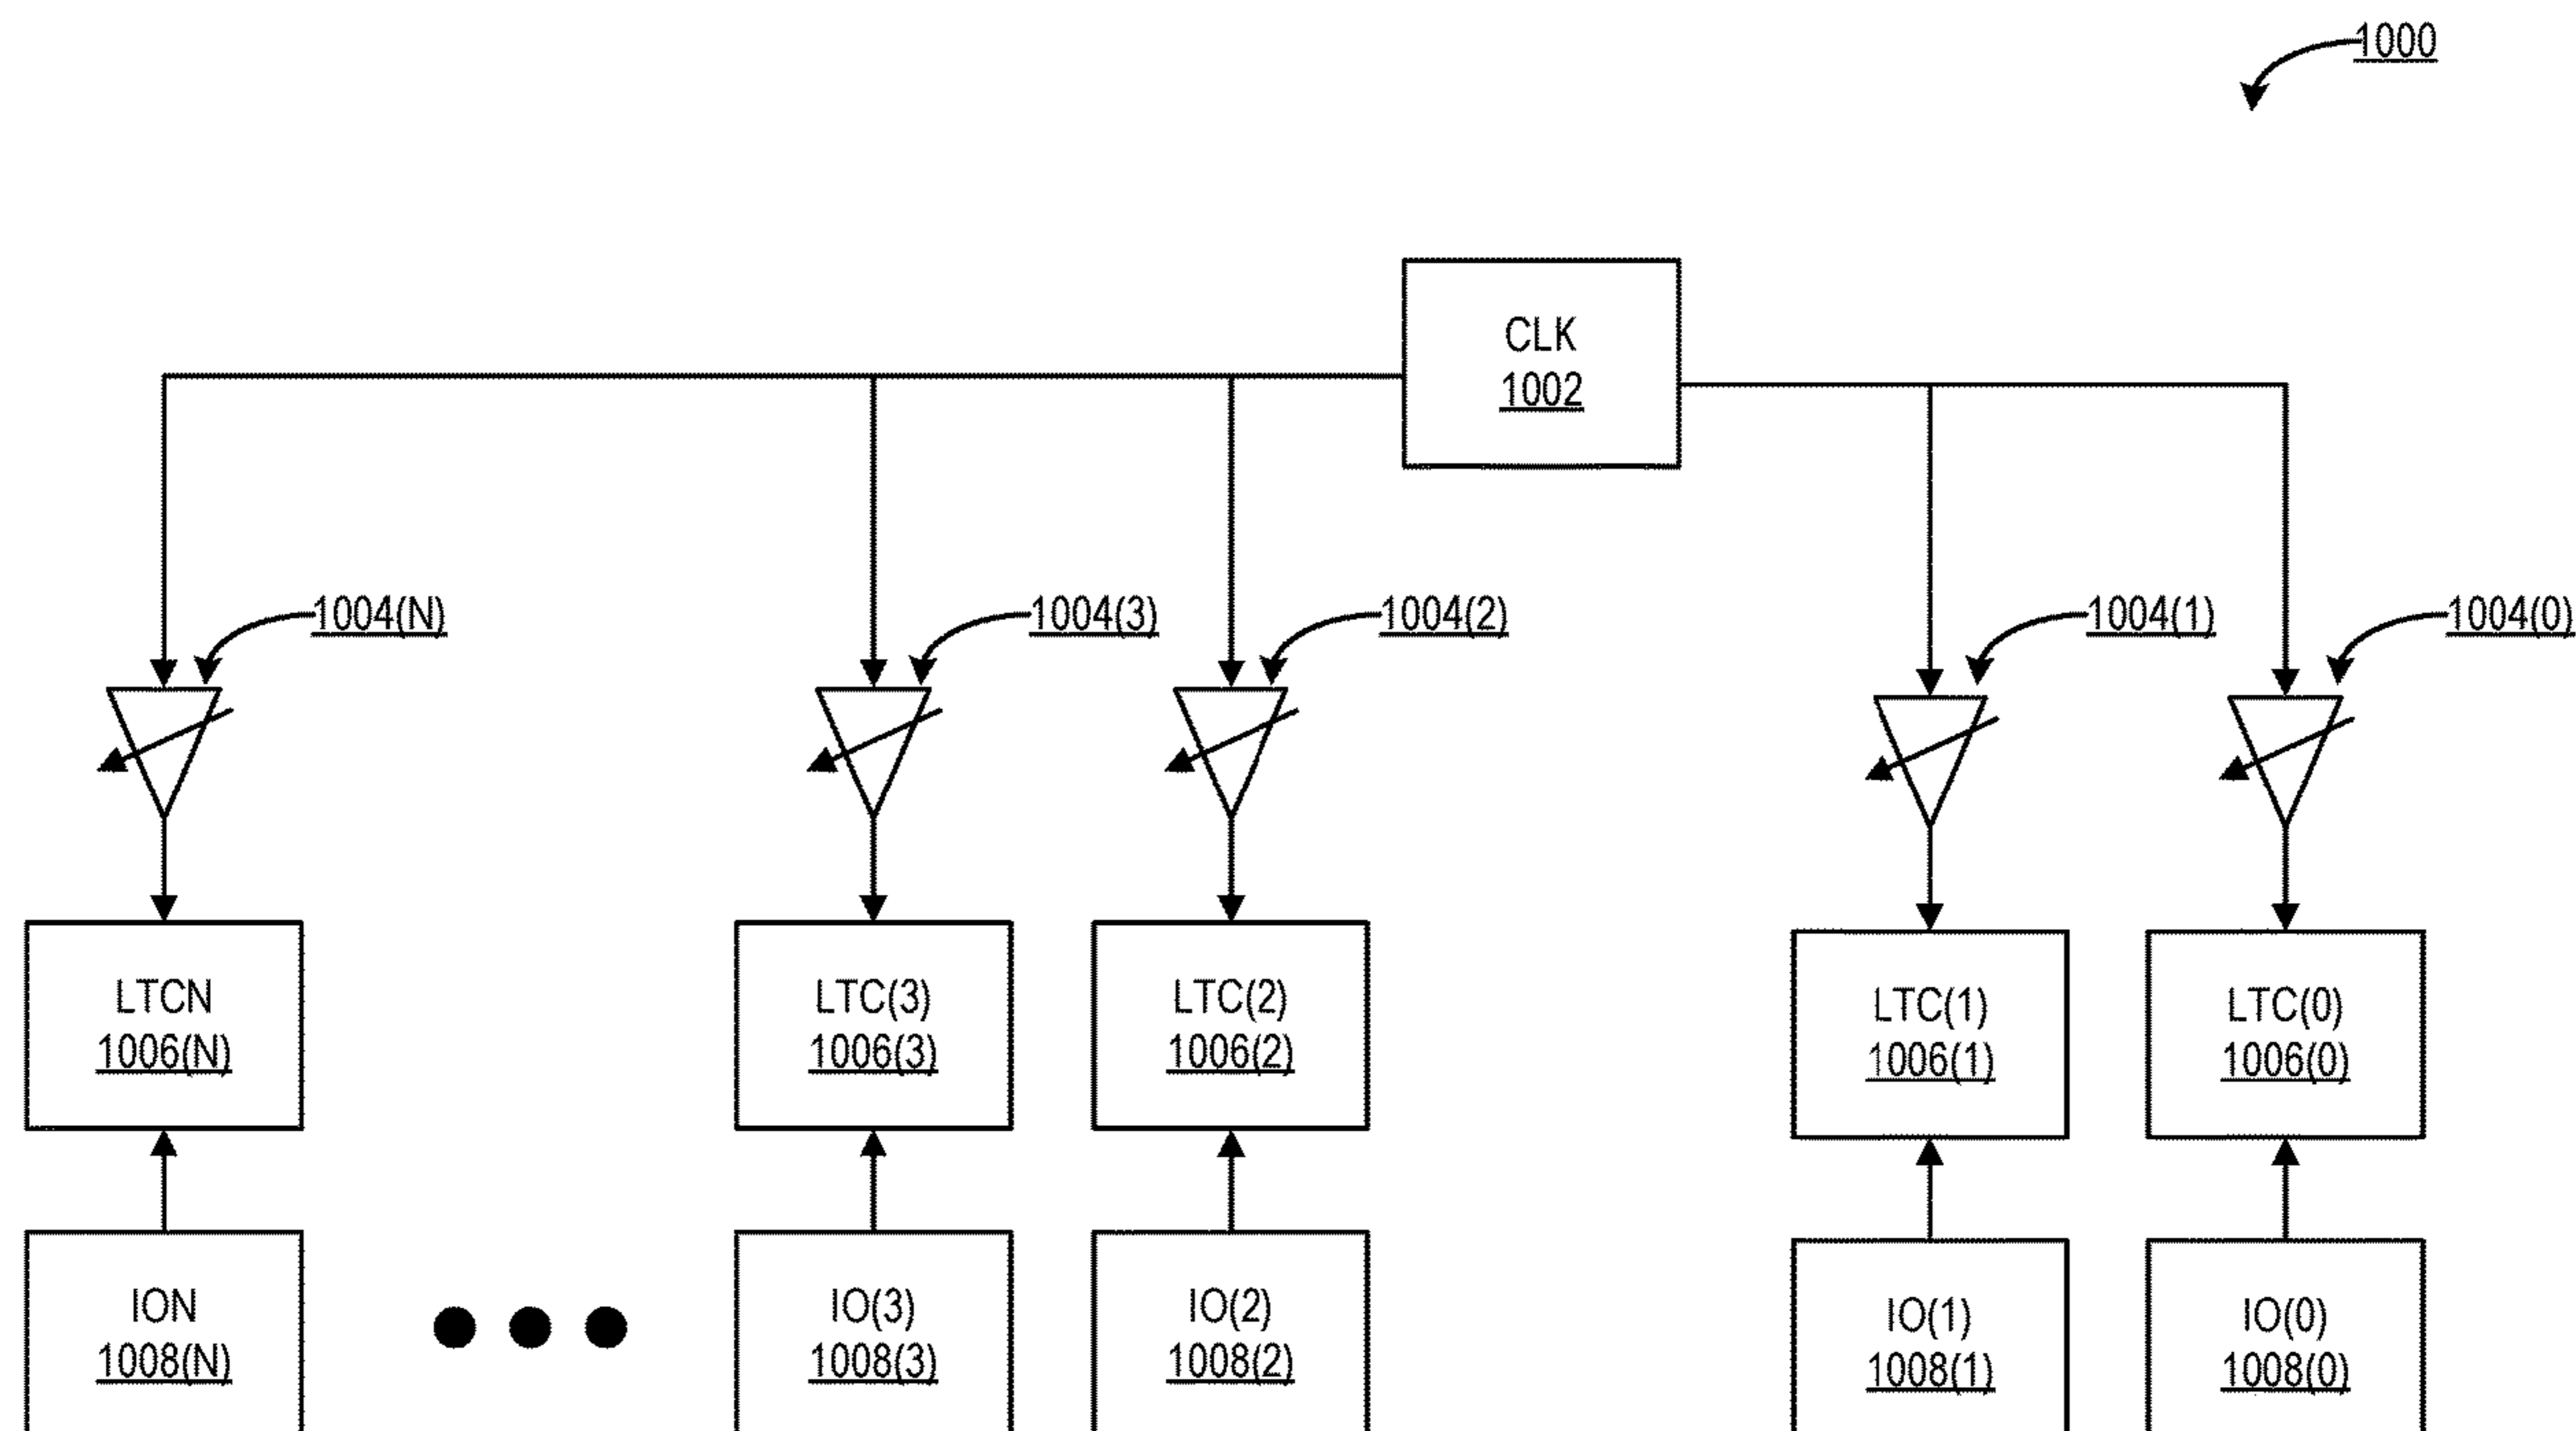 1000
CLK
1002
1004(N)
1004(3)
1004(2)
1004(1)
1004(0)
LTCN
1006(N)
LTC(3)
1006(3)
LTC(2)
1006(2)
LTC(1)
1006(1)
LTC(0)
1006(0)
ION
1008(N)
IO(3)
1008(3)
IO(2)
1008(2)
IO(1)
1008(1)
IO(0)
1008(0)